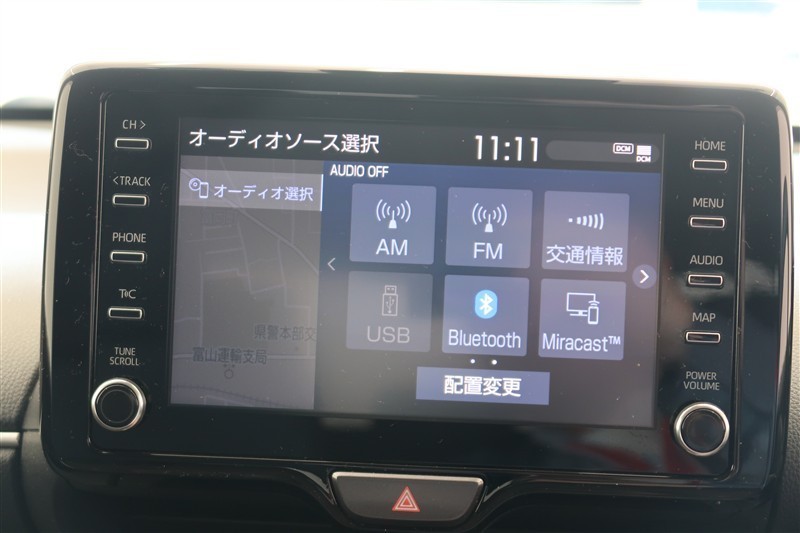 CH >
< TRACK
PHONE
T C
TUNE
SCROLL
オーディオソース選択
11:11
DCM
DCM
オーディオ選択
AUDIO OFF
AM
FM
交通情報
USB
Bluetooth
Miracast™
配置変更
県警本部交
富山運輸支局
HOME
MENU
AUDIO
MAP
POWER
VOLUME